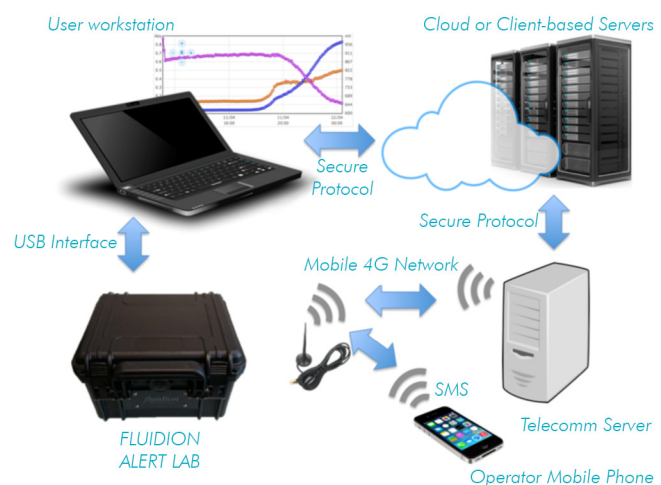 User workstation
Cloud or Client-based Servers
Secure
Protocol
Secure Protocol
USB Interface
Mobile 4G Network
SMS
FLUIDION
ALERT LAB
Telecomm Server
Operator Mobile Phone